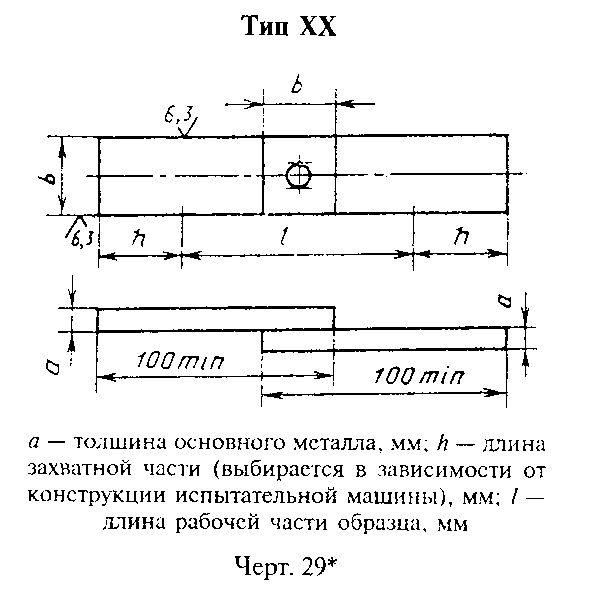 Тип XX
b
6,3
b
6,3
h
l
h
a
a
100 min
100 min
a — толшина основного металла, мм; h — длина
захватной части (выбирается в зависимости от
конструкции испытательной машины), мм; l —
длина рабочей части образца, мм
Черт. 29*